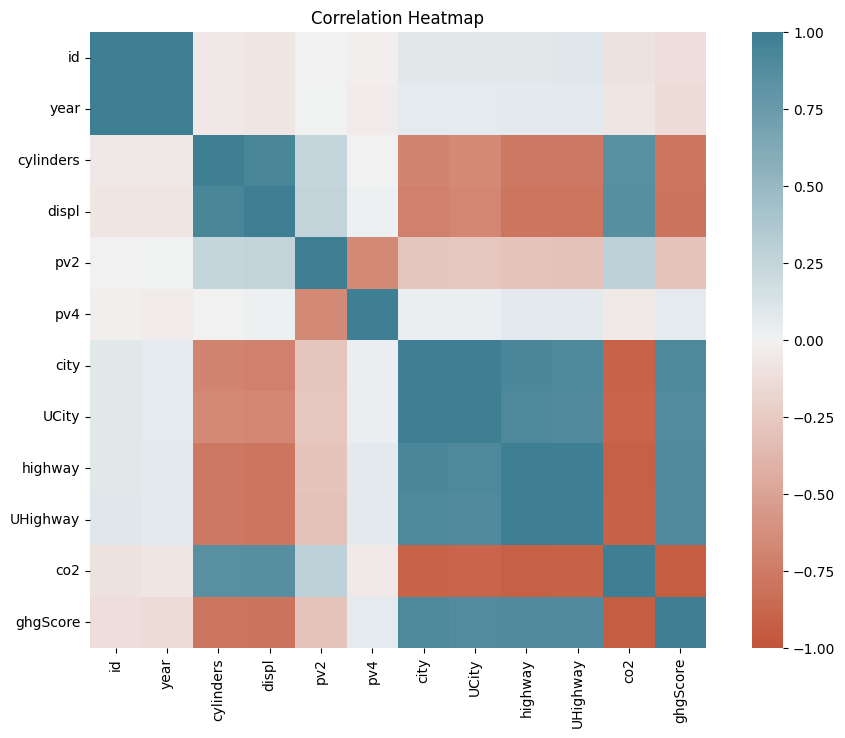 Correlation Heatmap
id
year
cylinders
displ
pv2
pv4
city
UCity
highway
UHighway
co2
ghgScore
id
year
cylinders
displ
pv2
pv4
city
UCity
highway
UHighway
co2
ghgScore
1.00
0.75
0.50
0.25
0.00
−0.25
−0.50
−0.75
−1.00